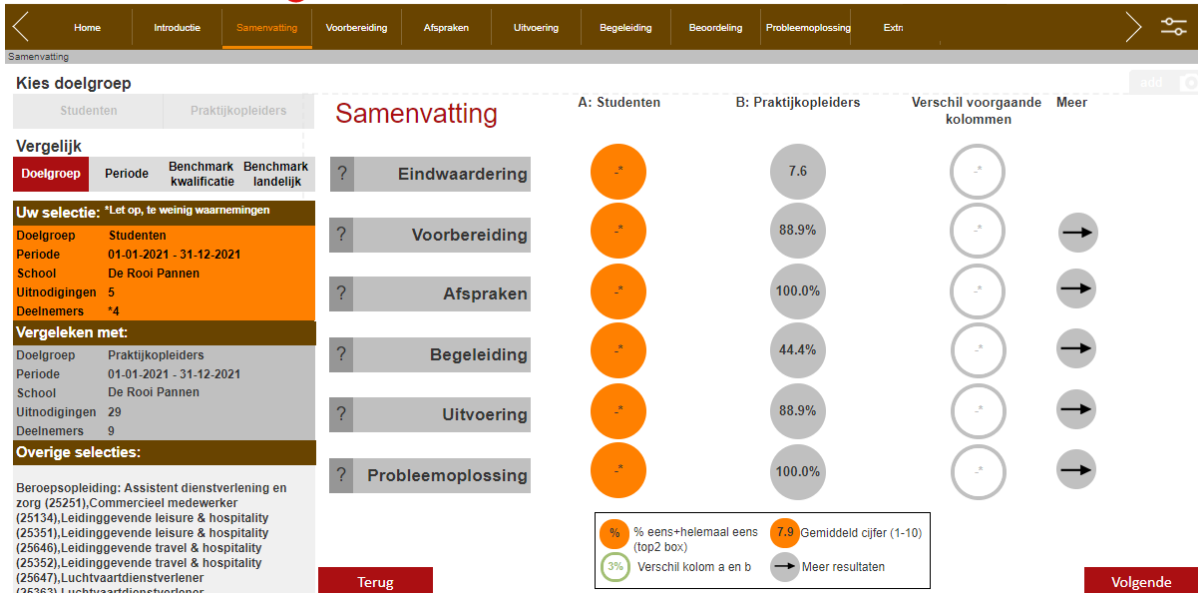 Home Introductie Samenvatting Voorbereiding Afspraken Uitvoering Begeleiding Beoordeling Probleemoplossing Extr
Samenvatting
Kies doelgroep
add
Studenten Praktijkopleiders
Vergelijk
Doelgroep Periode Benchmark kwalificatie Benchmark landelijk
Uw selectie: *Let op, te weinig waarnemingen
Doelgroep Studenten
Periode 01-01-2021 - 31-12-2021
School De Rooi Pannen
Uitnodigingen 5
Deelnemers *4
Vergeleken met:
Doelgroep Praktijkopleiders
Periode 01-01-2021 - 31-12-2021
School De Rooi Pannen
Uitnodigingen 29
Deelnemers 9
Overige selecties:
Beroepsopleiding: Assistent dienstverlening en
zorg (25251),Commercieel medewerker
(25134),Leidinggevende leisure & hospitality
(25351),Leidinggevende leisure & hospitality
(25646),Leidinggevende travel & hospitality
(25352),Leidinggevende travel & hospitality
(25647),Luchtvaartdienstverlener
(25363),Luchtvaartdienstverlener
Samenvatting
A: Studenten B: Praktijkopleiders Verschil voorgaande kolommen Meer
? Eindwaardering -* 7.6 -*
? Voorbereiding -* 88.9% -*
? Afspraken -* 100.0% -*
? Begeleiding -* 44.4% -*
? Uitvoering -* 88.9% -*
? Probleemoplossing -* 100.0% -*
% % eens+helemaal eens (top2 box)
7.9 Gemiddeld cijfer (1-10)
3% Verschil kolom a en b
Meer resultaten
Terug
Volgende